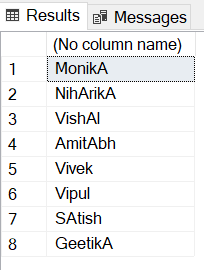 Results Messages
(No column name)
1 MonikA
2 NihArikA
3 VishAl
4 AmitAbh
5 Vivek
6 Vipul
7 SAtish
8 GeetikA